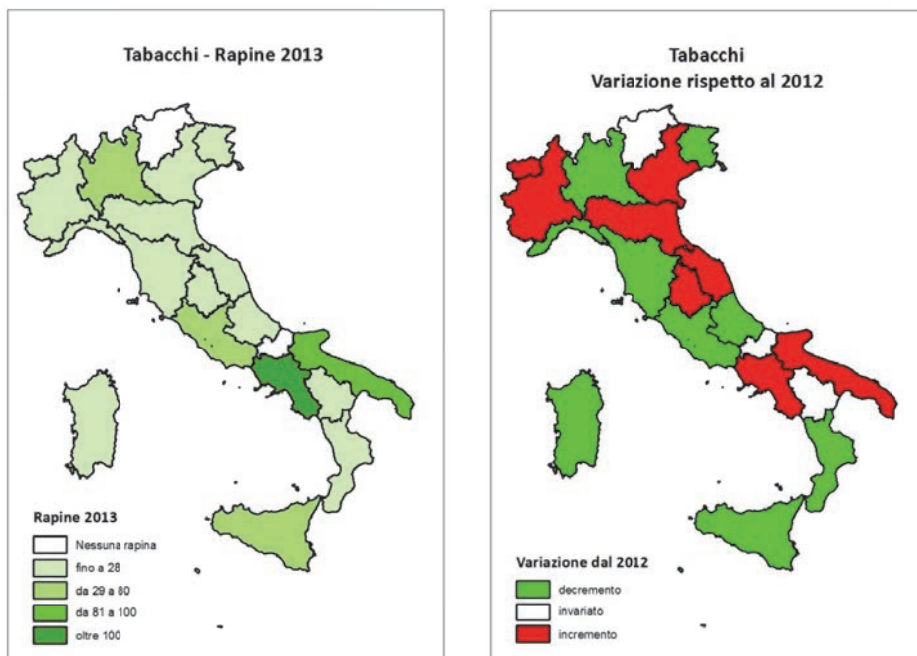 Tabacchi - Rapine 2013
Rapine 2013
Nessuna rapina
fino a 28
da 29 a 80
da 81 a 100
oltre 100
Tabacchi
Variazione rispetto al 2012
Variazione dal 2012
decremento
invariato
incremento